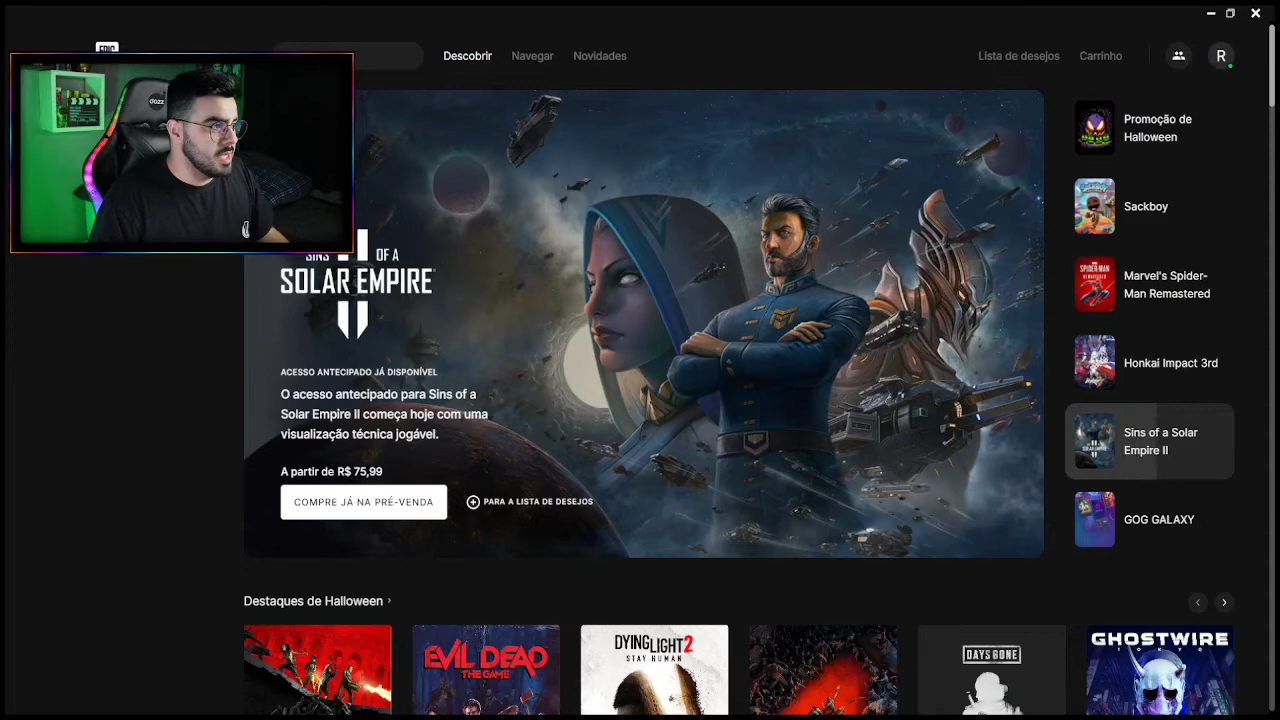 EPIC
Descobrir
Navegar
Novidades
Lista de desejos
Carrinho
R
dazz
SINS OF A
SOLAR EMPIRE
II
ACESSO ANTECIPADO JÁ DISPONÍVEL
O acesso antecipado para Sins of a
Solar Empire II começa hoje com uma
visualização técnica jogável.
A partir de R$ 75,99
COMPRE JÁ NA PRÉ-VENDA
PARA A LISTA DE DESEJOS
Promoção de
Halloween
Sackboy
Marvel's Spider-
Man Remastered
Honkai Impact 3rd
Sins of a Solar
Empire II
GOG GALAXY
Destaques de Halloween
EVIL DEAD
THE GAME
DYING LIGHT 2
STAY HUMAN
DAYS GONE
GHOSTWIRE
TOKYO